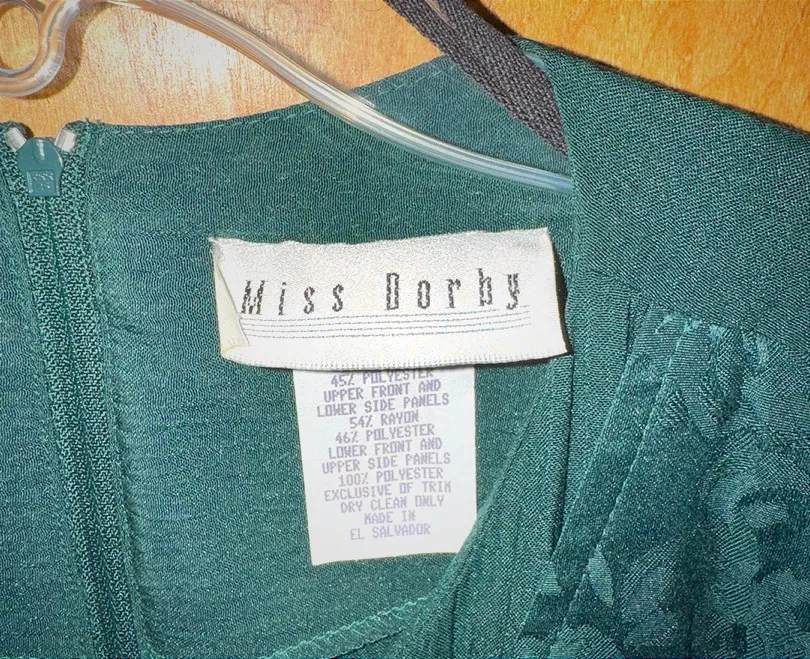 Miss Dorby
45% POLYESTER
UPPER FRONT AND
LOWER SIDE PANELS
54% RAYON
46% POLYESTER
LOWER FRONT AND
UPPER SIDE PANELS
100% POLYESTER
EXCLUSIVE OF TRIM
DRY CLEAN ONLY
MADE IN
EL SALVADOR